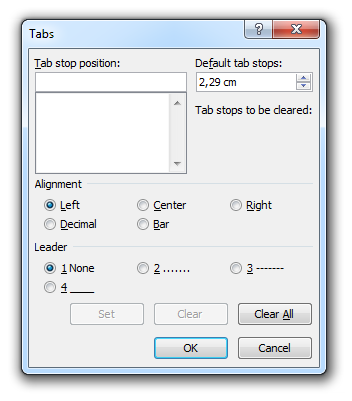 Tabs
Tab stop position: Default tab stops:
2,29 cm
Tab stops to be cleared:
Alignment
Left Center Right
Decimal Bar
Leader
1 None 2 ....... 3 -------
4 ____
Set Clear Clear All
OK Cancel